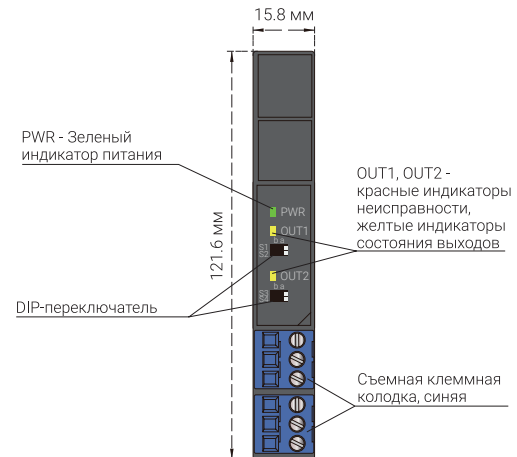 15.8 мм
PWR - Зеленый
индикатор питания
OUT1, OUT2 -
красные индикаторы
неисправности,
желтые индикаторы
состояния выходов
121.6 мм
PWR
OUT1
b a
S1
S2
OUT2
b a
S3
DIP-переключатель
Съемная клеммная
колодка, синяя